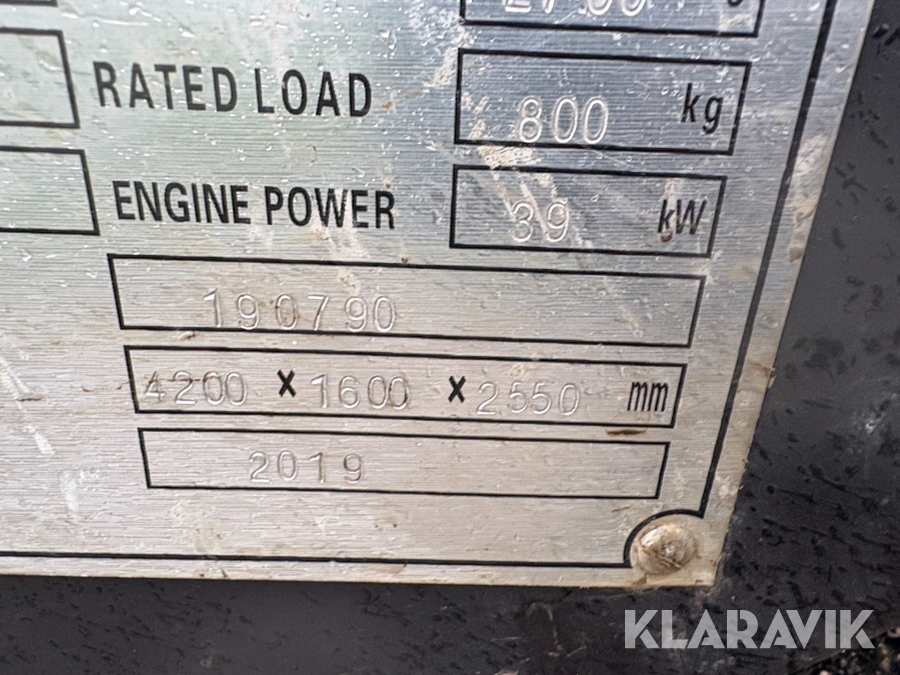 RATED LOAD 800 kg
ENGINE POWER 39 kW
190790
4200 × 1600 × 2550 mm
2019
KLARAVIK